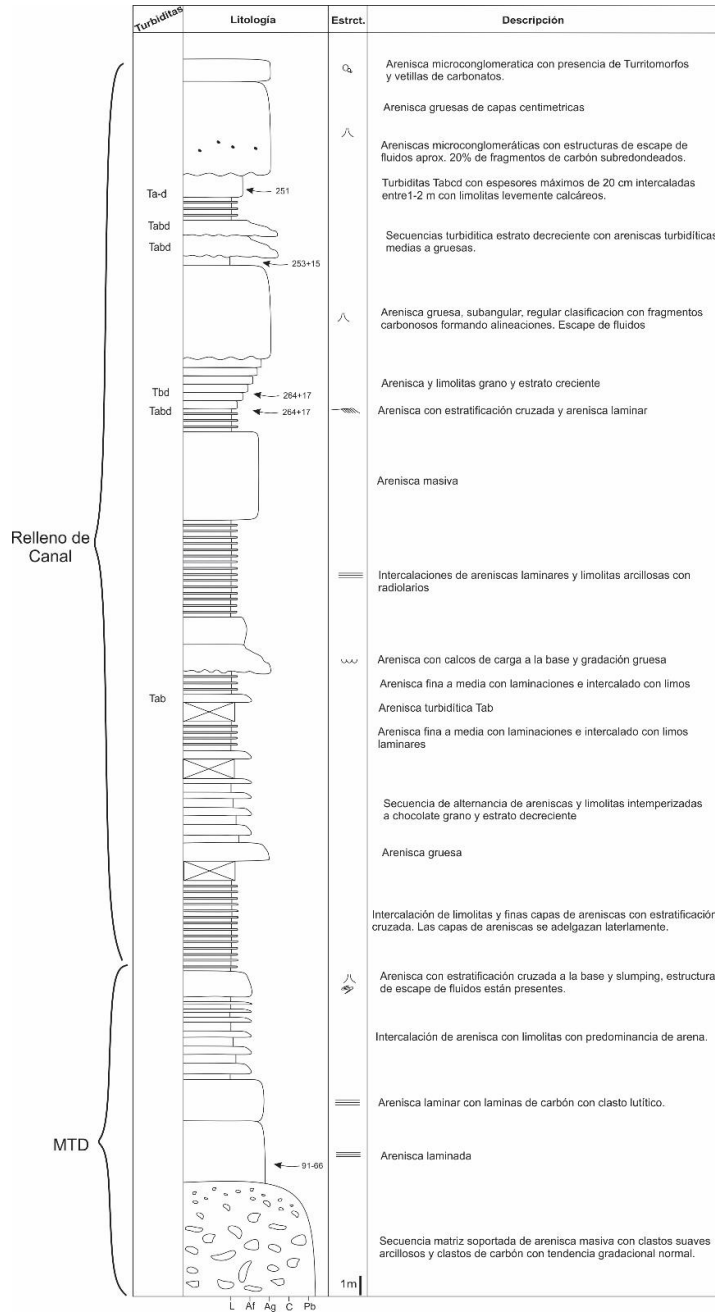 Turbiditas
Litología
Estrct.
Descripción
Arenisca microconglomeratica con presencia de Turritomorfos
y vetillas de carbonatos.
Arenisca gruesas de capas centimetricas
Areniscas microconglomeráticas con estructuras de escape de
fluidos aprox. 20% de fragmentos de carbón subredondeados.
Ta-d
251
Turbiditas Tabcd con espesores máximos de 20 cm intercaladas
entre1-2 m con limolitas levemente calcáreos.
Tabd
Tabd
Secuencias turbiditica estrato decreciente con areniscas turbidíticas
medias a gruesas.
253+15
Arenisca gruesa, subangular, regular clasificacion con fragmentos
carbonosos formando alineaciones. Escape de fluidos
Arenisca y limolitas grano y estrato creciente
Tbd
264+17
Tabd
264+17
Arenisca con estratificación cruzada y arenisca laminar
Arenisca masiva
Relleno de
Canal
Intercalaciones de areniscas laminares y limolitas arcillosas con
radiolarios
Arenisca con calcos de carga a la base y gradación gruesa
Arenisca fina a media con laminaciones e intercalado con limos
Tab
Arenisca turbidítica Tab
Arenisca fina a media con laminaciones e intercalado con limos
laminares
Secuencia de alternancia de areniscas y limolitas intemperizadas
a chocolate grano y estrato decreciente
Arenisca gruesa
Intercalación de limolitas y finas capas de areniscas con estratificación
cruzada. Las capas de areniscas se adelgazan laterlamente.
Arenisca con estratificación cruzada a la base y slumping, estructura
de escape de fluidos están presentes.
Intercalación de arenisca con limolitas con predominancia de arena.
Arenisca laminar con laminas de carbón con clasto lutítico.
MTD
91-66
Arenisca laminada
Secuencia matriz soportada de arenisca masiva con clastos suaves
arcillosos y clastos de carbón con tendencia gradacional normal.
1m
L Af Ag C Pb